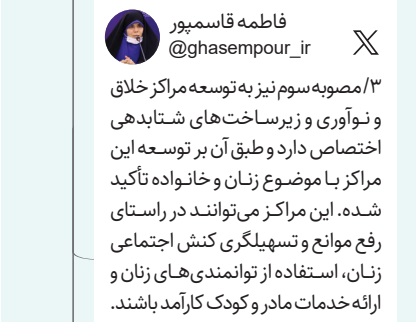 فاطمه قاسمپور
@ghasempour_ir
۳/مصوبه سوم نیز به توسعه مراکز خلاق
و نوآوری و زیرساخت‌های شتابدهی
اختصاص دارد و طبق آن بر توسعه این
مراکز با موضوع زنان و خانواده تأکید
شده. این مراکز می‌توانند در راستای
رفع موانع و تسهیلگری کنش اجتماعی
زنان، استفاده از توانمندی‌های زنان و
ارائه خدمات مادر و کودک کارآمد باشند.